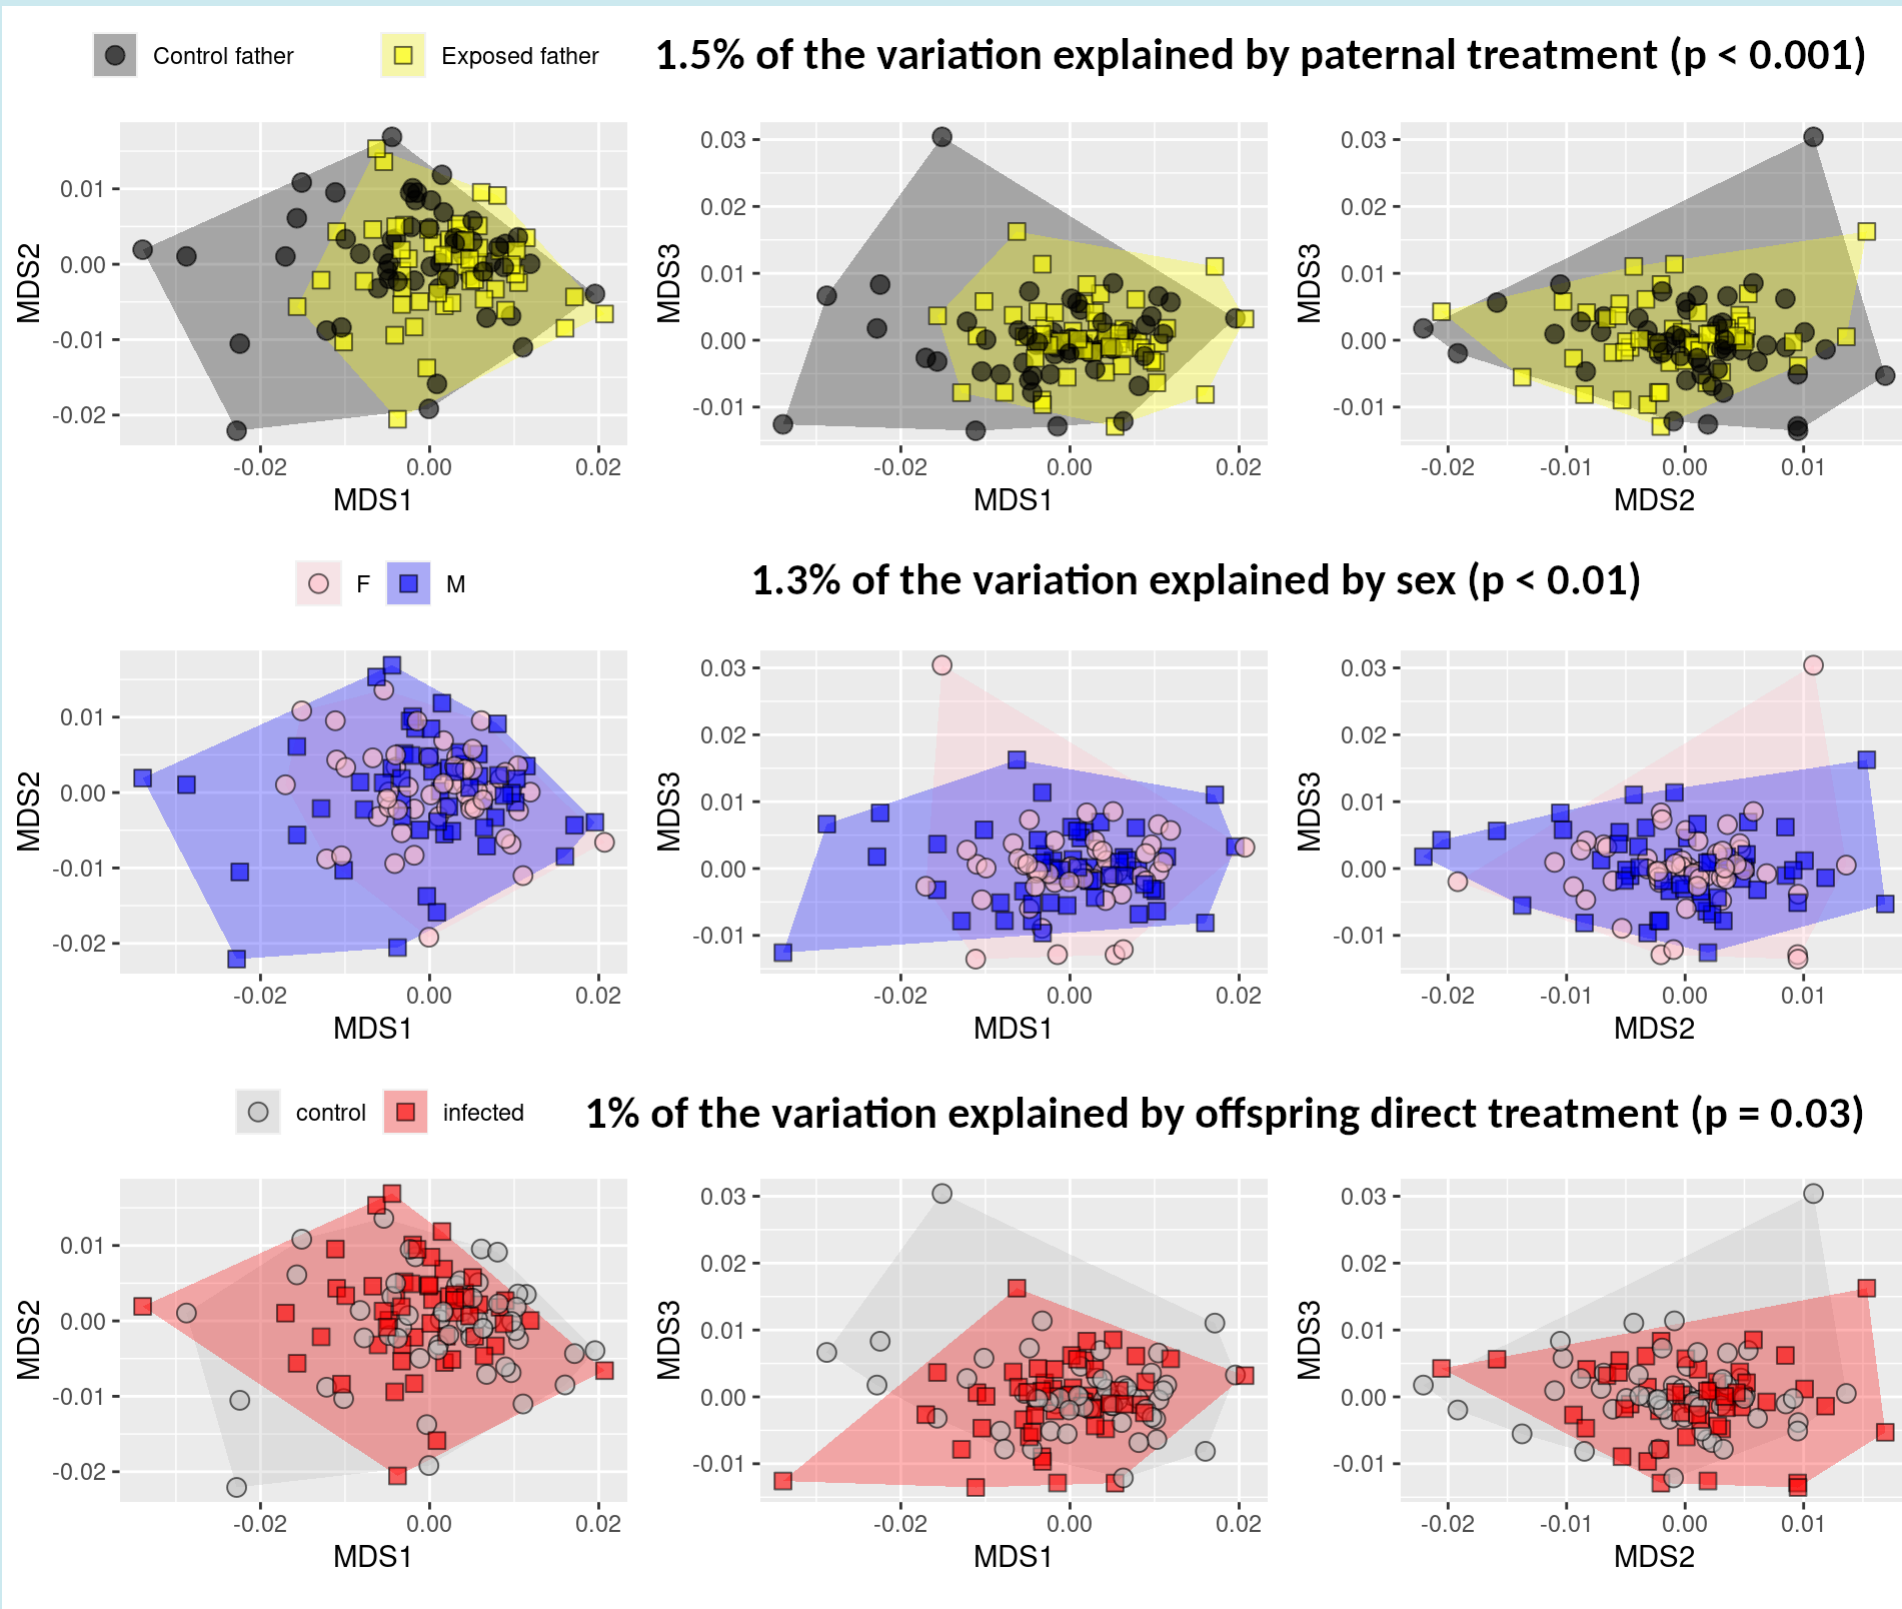 Control father
Exposed father
1.5% of the variation explained by paternal treatment (p < 0.001)
MDS2
0.01
0.00
-0.01
-0.02
-0.02
0.00
0.02
MDS1
MDS3
0.03
0.02
0.01
0.00
-0.01
-0.02
0.00
0.02
MDS1
MDS3
0.03
0.02
0.01
0.00
-0.01
-0.02
-0.01
0.00
0.01
MDS2
F
M
1.3% of the variation explained by sex (p < 0.01)
MDS2
0.01
0.00
-0.01
-0.02
-0.02
0.00
0.02
MDS1
MDS3
0.03
0.02
0.01
0.00
-0.01
-0.02
0.00
0.02
MDS1
MDS3
0.03
0.02
0.01
0.00
-0.01
-0.02
-0.01
0.00
0.01
MDS2
control
infected
1% of the variation explained by offspring direct treatment (p = 0.03)
MDS2
0.01
0.00
-0.01
-0.02
-0.02
0.00
0.02
MDS1
MDS3
0.03
0.02
0.01
0.00
-0.01
-0.02
0.00
0.02
MDS1
MDS3
0.03
0.02
0.01
0.00
-0.01
-0.02
-0.01
0.00
0.01
MDS2